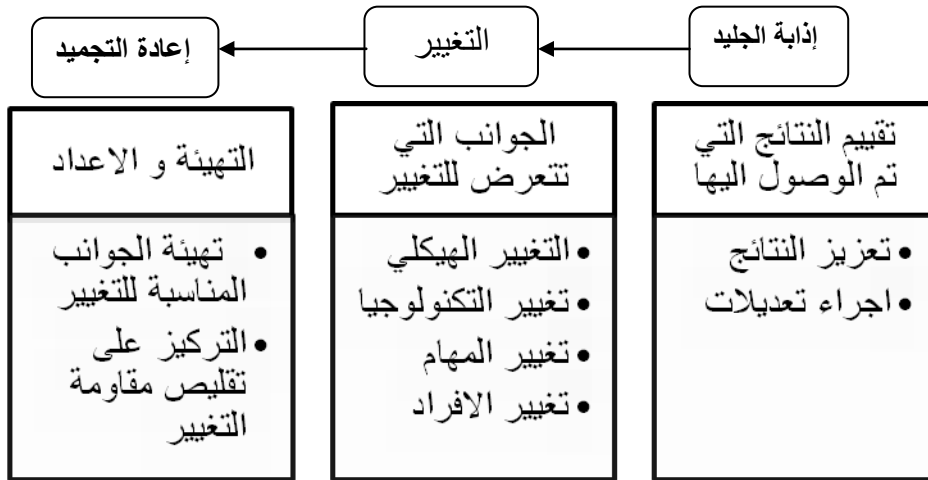 إذابة الجليد
التغيير
إعادة التجميد
تقييم النتائج التي
تم الوصول اليها
• تعزيز النتائج
• اجراء تعديلات
الجوانب التي
تتعرض للتغيير
• التغيير الهيكلي
• تغيير التكنولوجيا
• تغيير المهام
• تغيير الافراد
التهيئة و الاعداد
• تهيئة الجوانب
المناسبة للتغيير
• التركيز على
تقليص مقاومة
التغيير